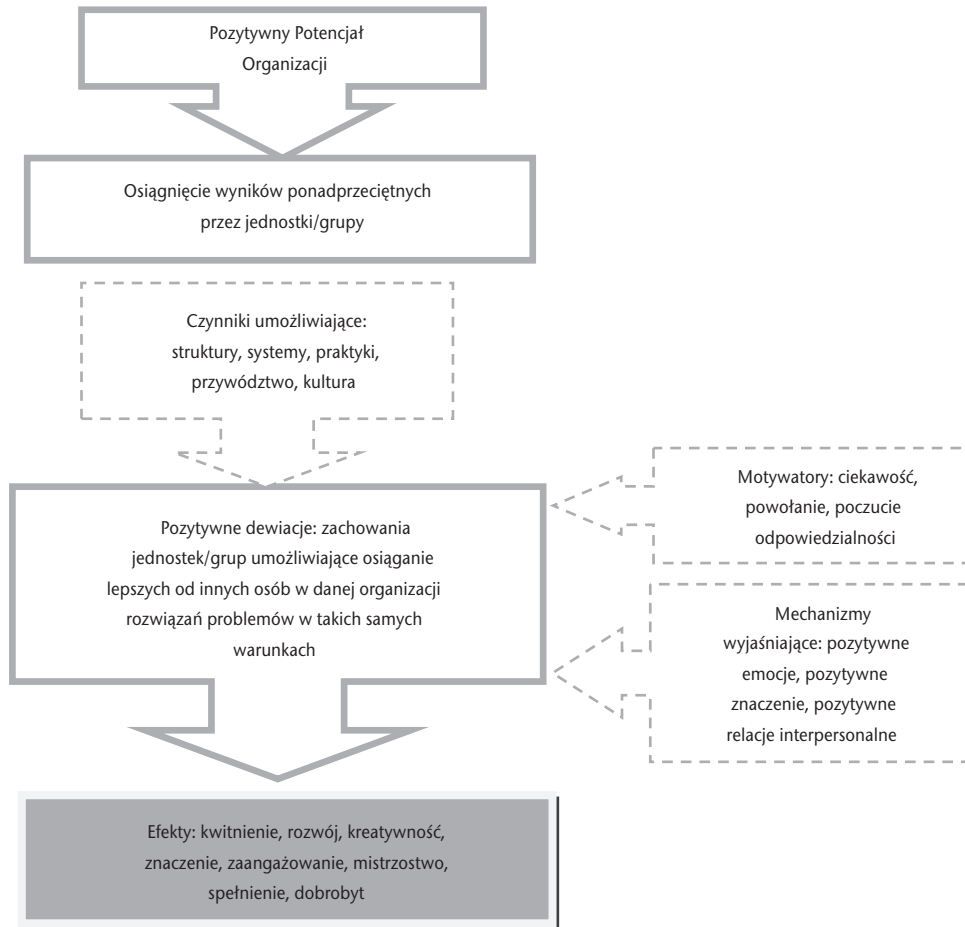 Pozytywny Potencjał
Organizacji
Osiągnięcie wyników ponadprzeciętnych
przez jednostki/grupy
Czynniki umożliwiające:
struktury, systemy, praktyki,
przywództwo, kultura
Pozytywne dewiacje: zachowania
jednostek/grup umożliwiające osiąganie
lepszych od innych osób w danej organizacji
rozwiązań problemów w takich samych
warunkach
Motywatory: ciekawość,
powołanie, poczucie
odpowiedzialności
Mechanizmy
wyjaśniające: pozytywne
emocje, pozytywne
znaczenie, pozytywne
relacje interpersonalne
Efekty: kwitnienie, rozwój, kreatywność,
znaczenie, zaangażowanie, mistrzostwo,
spełnienie, dobrobyt